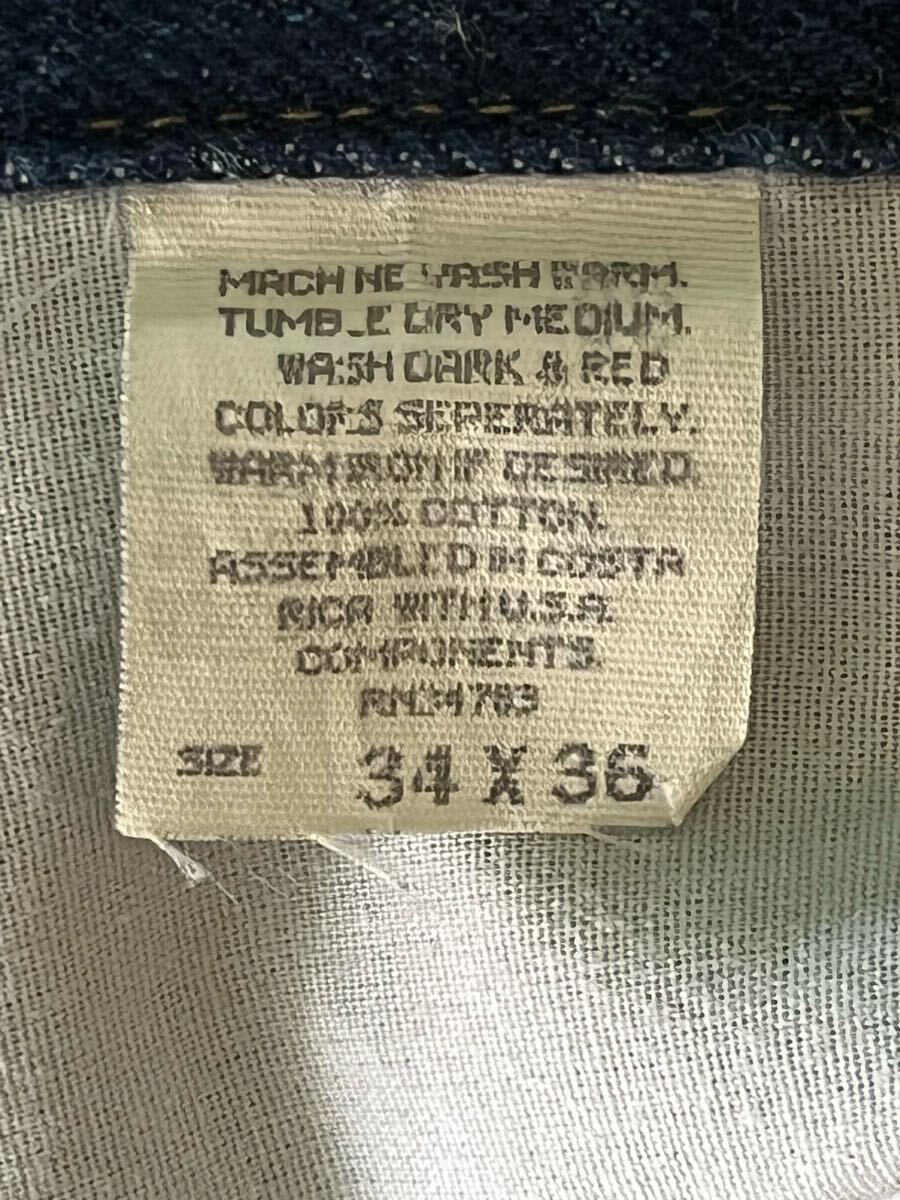 MACHINE WASH WARM.
TUMBLE DRY MEDIUM.
WASH DARK & RED
COLORS SEPERATELY.
WARM IRON IF DESIRED.
100% COTTON.
ASSEMBLED IN COSTA
RICA WITH U.S.A.
COMPONENTS.
RN34783
SIZE 34 X 36